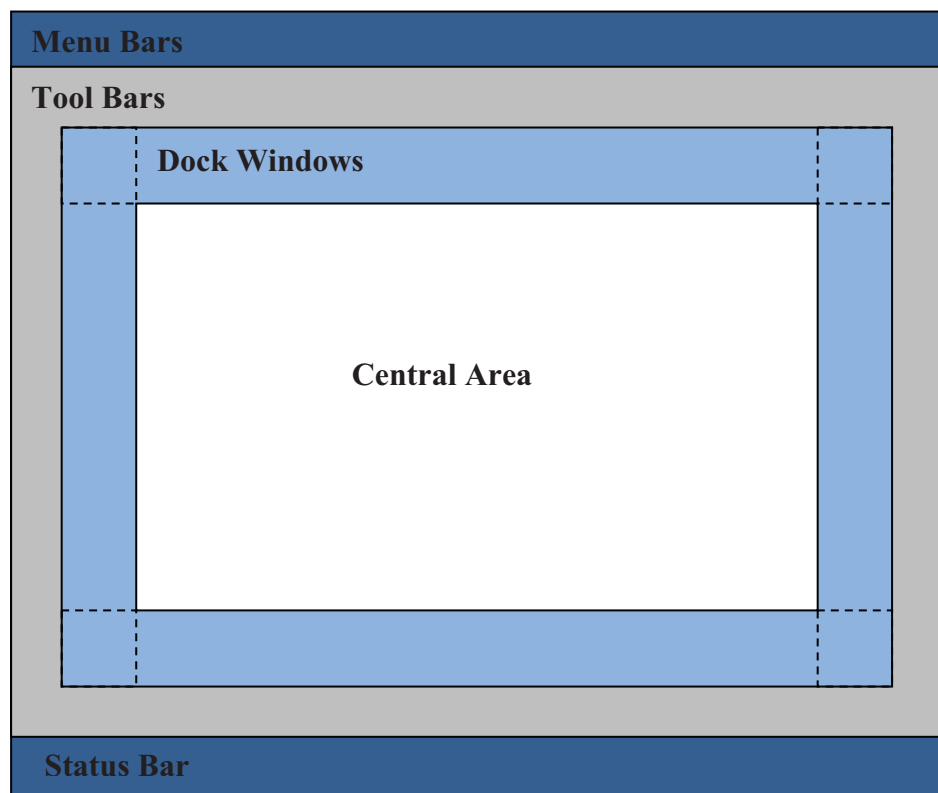 Menu Bars
Tool Bars
Dock Windows
Central Area
Status Bar